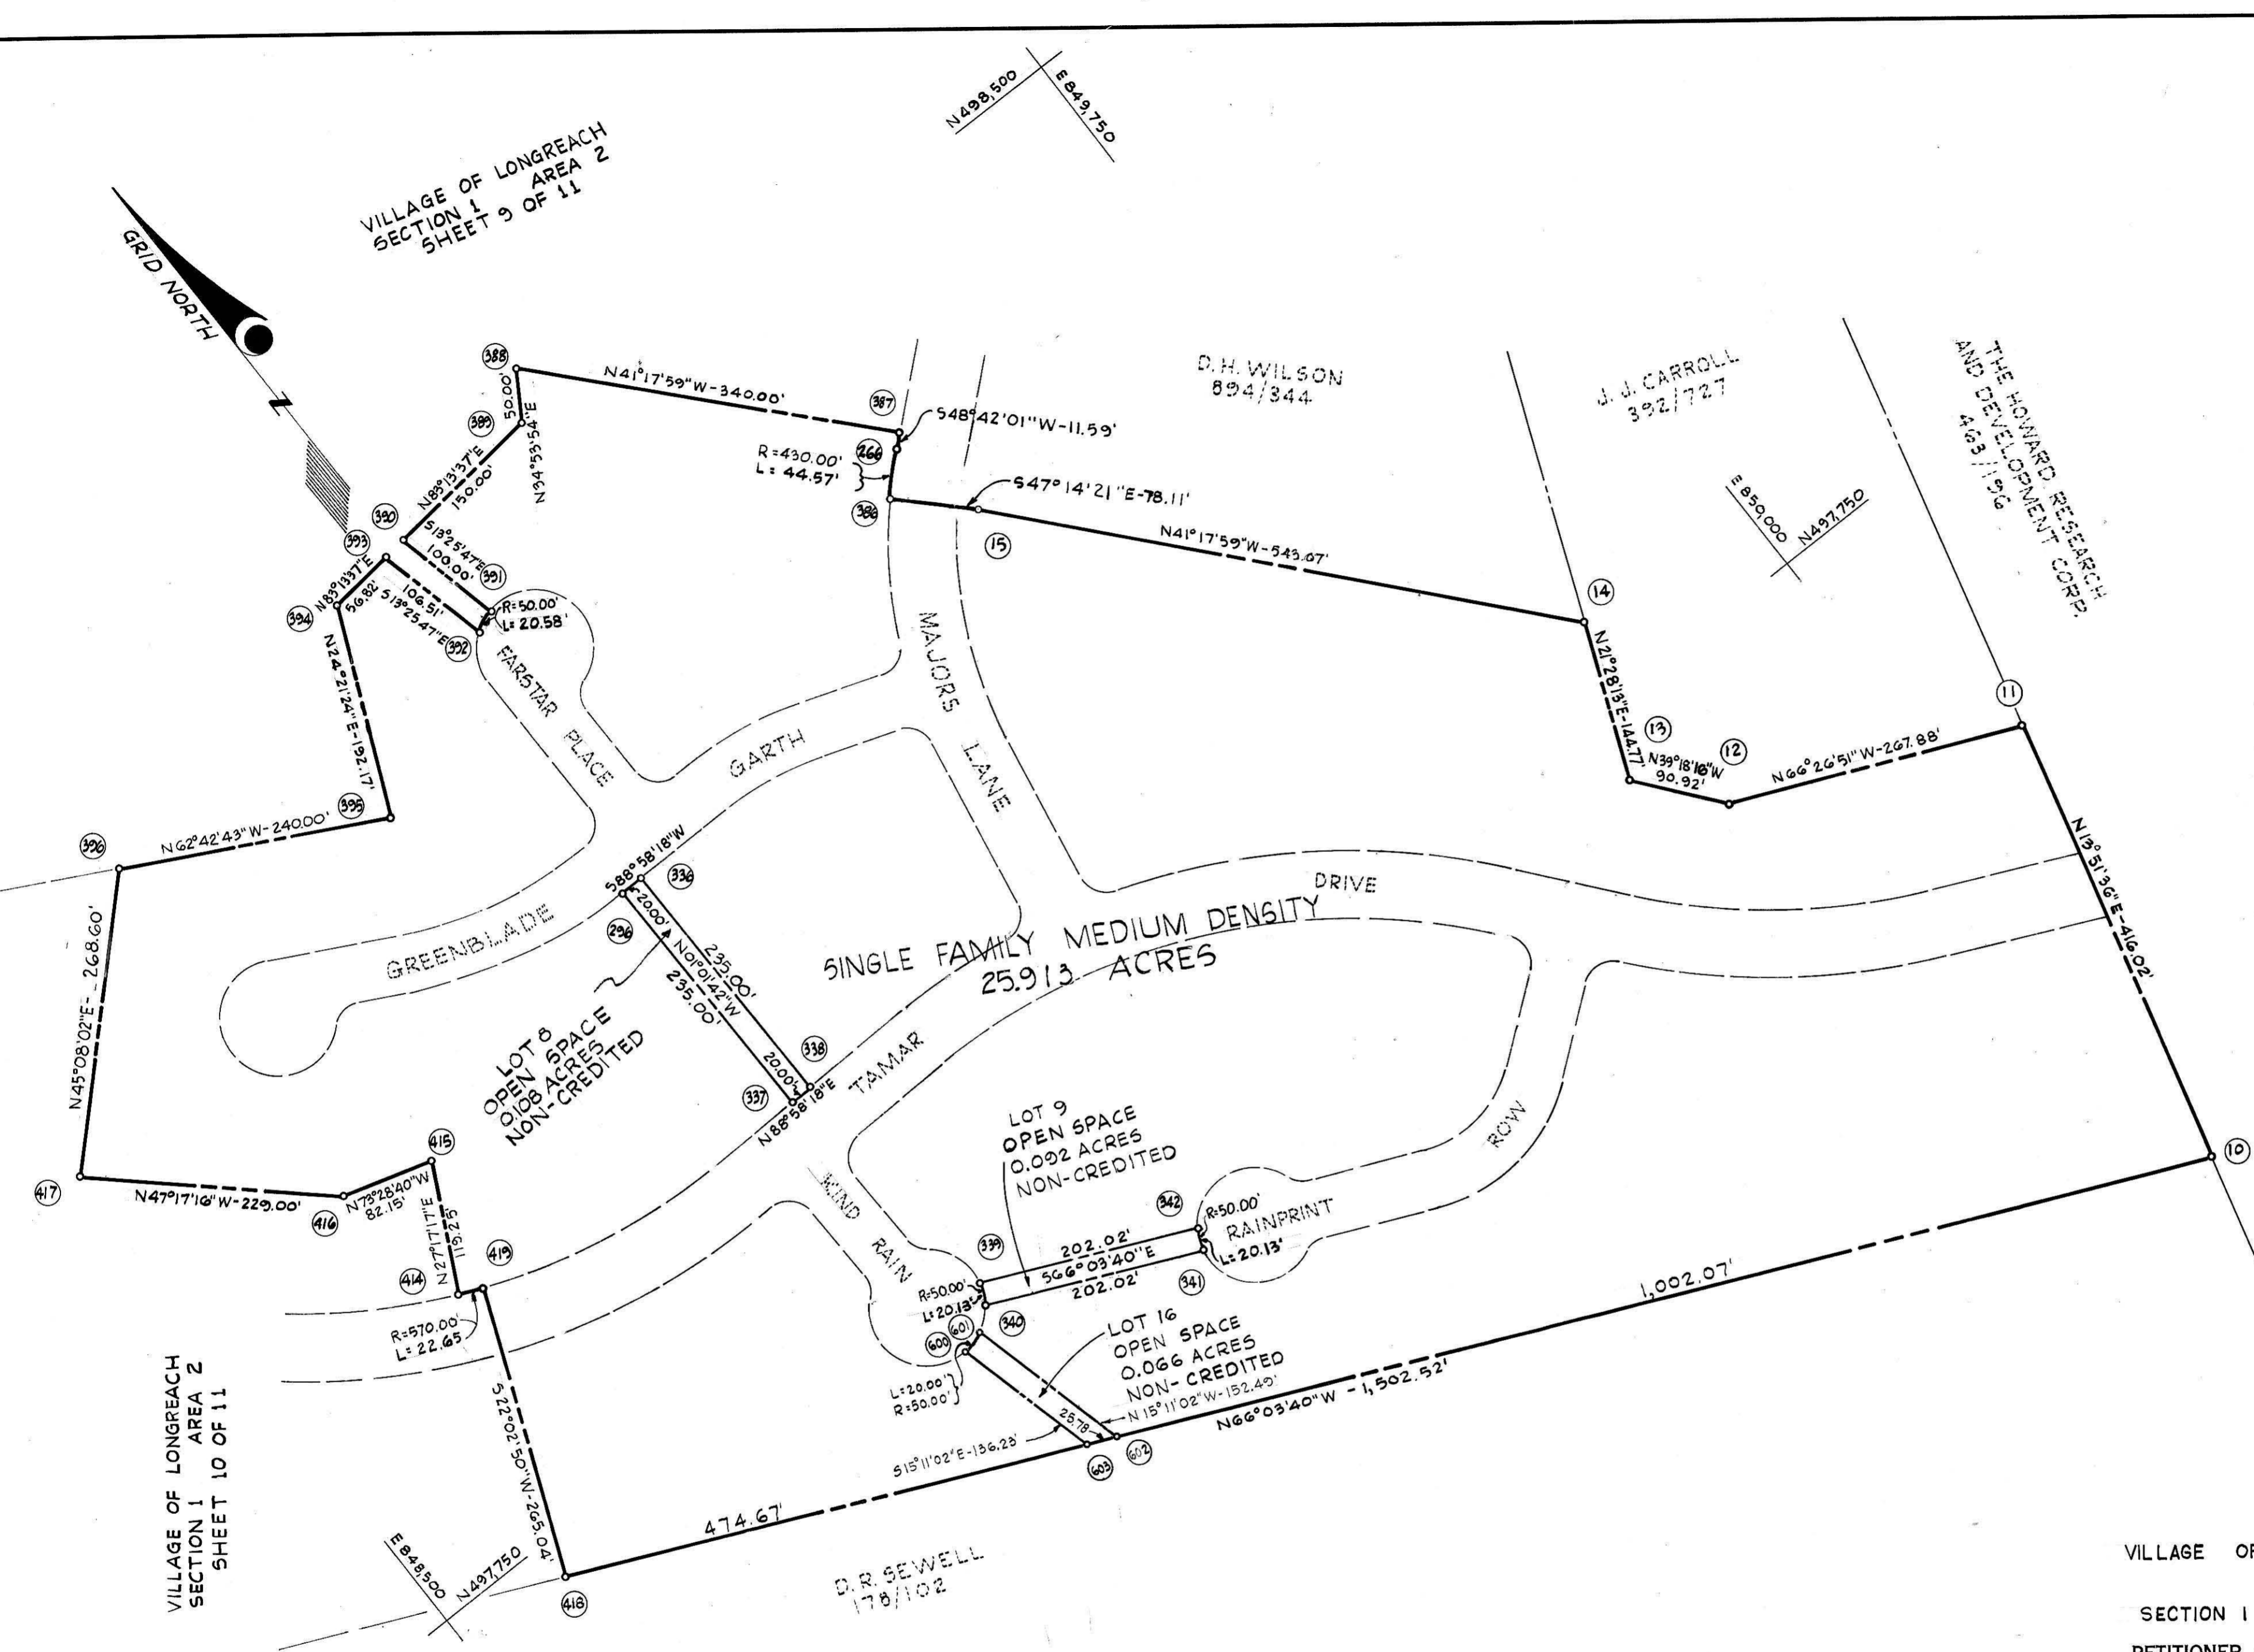 N 498,500
E 849,750
VILLAGE OF LONGREACH
SECTION 1 AREA 2
SHEET 9 OF 11
GRID NORTH
N
388
N41°17'59"W-340.00'
387
S48°42'01"W-11.59'
266
R=430.00'
L= 44.57'
386
S47°14'21"E-78.11'
15
N41°17'59"W-543.07'
D.H. WILSON
894/344
J. J. CARROLL
392/727
THE HOWARD RESEARCH
AND DEVELOPMENT CORP.
463/196
E 850,000
N497,750
50.00'
N34°53'54"E
389
N83°13'37"E
150.00'
390
S13°25'47"E
100.00'
391
R=50.00'
L= 20.58'
393
N83°13'37"E
56.82'
106.51'
S13°25'47"E
392
394
N24°21'24"E-192.17'
395
N62°42'43"W-240.00'
396
FARSTAR PLACE
GREENBLADE GARTH
MAJORS LANE
14
N21°28'13"E-144.77'
13
N39°18'16"W
90.92'
12
N66°26'51"W-267.88'
11
N13°51'36"E-416.02'
10
S88°58'18"W
20.00'
336
296
235.00'
N01°01'42"W
235.00'
20.00'
338
337
N88°58'18"E
LOT 8
OPEN SPACE
0.108 ACRES
NON-CREDITED
SINGLE FAMILY MEDIUM DENSITY
25.913 ACRES
TAMAR DRIVE
N45°08'02"E- 268.60'
417
N47°17'16"W-229.00'
416
N73°28'40"W
82.15'
415
N27°17'17"E
119.25'
414
419
R=570.00'
L= 22.65
S22°02'50"W-265.04'
418
WIND RAIN
LOT 9
OPEN SPACE
0.092 ACRES
NON-CREDITED
339
202.02'
S66°03'40"E
202.02'
342
R=50.00'
RAINPRINT ROW
L=20.13'
341
R=50.00'
L=20.13'
340
601
600
L=20.00'
R=50.00'
LOT 16
OPEN SPACE
0.066 ACRES
NON-CREDITED
N15°11'02"W-152.49'
25.78
S15°11'02"E-136.23'
603
602
1,002.07'
N66°03'40"W - 1,502.52'
474.67'
VILLAGE OF LONGREACH
SECTION 1 AREA 2
SHEET 10 OF 11
E 848,500
N497,750
D. R. SEWELL
178/102
VILLAGE OF
SECTION 1
PETITIONER